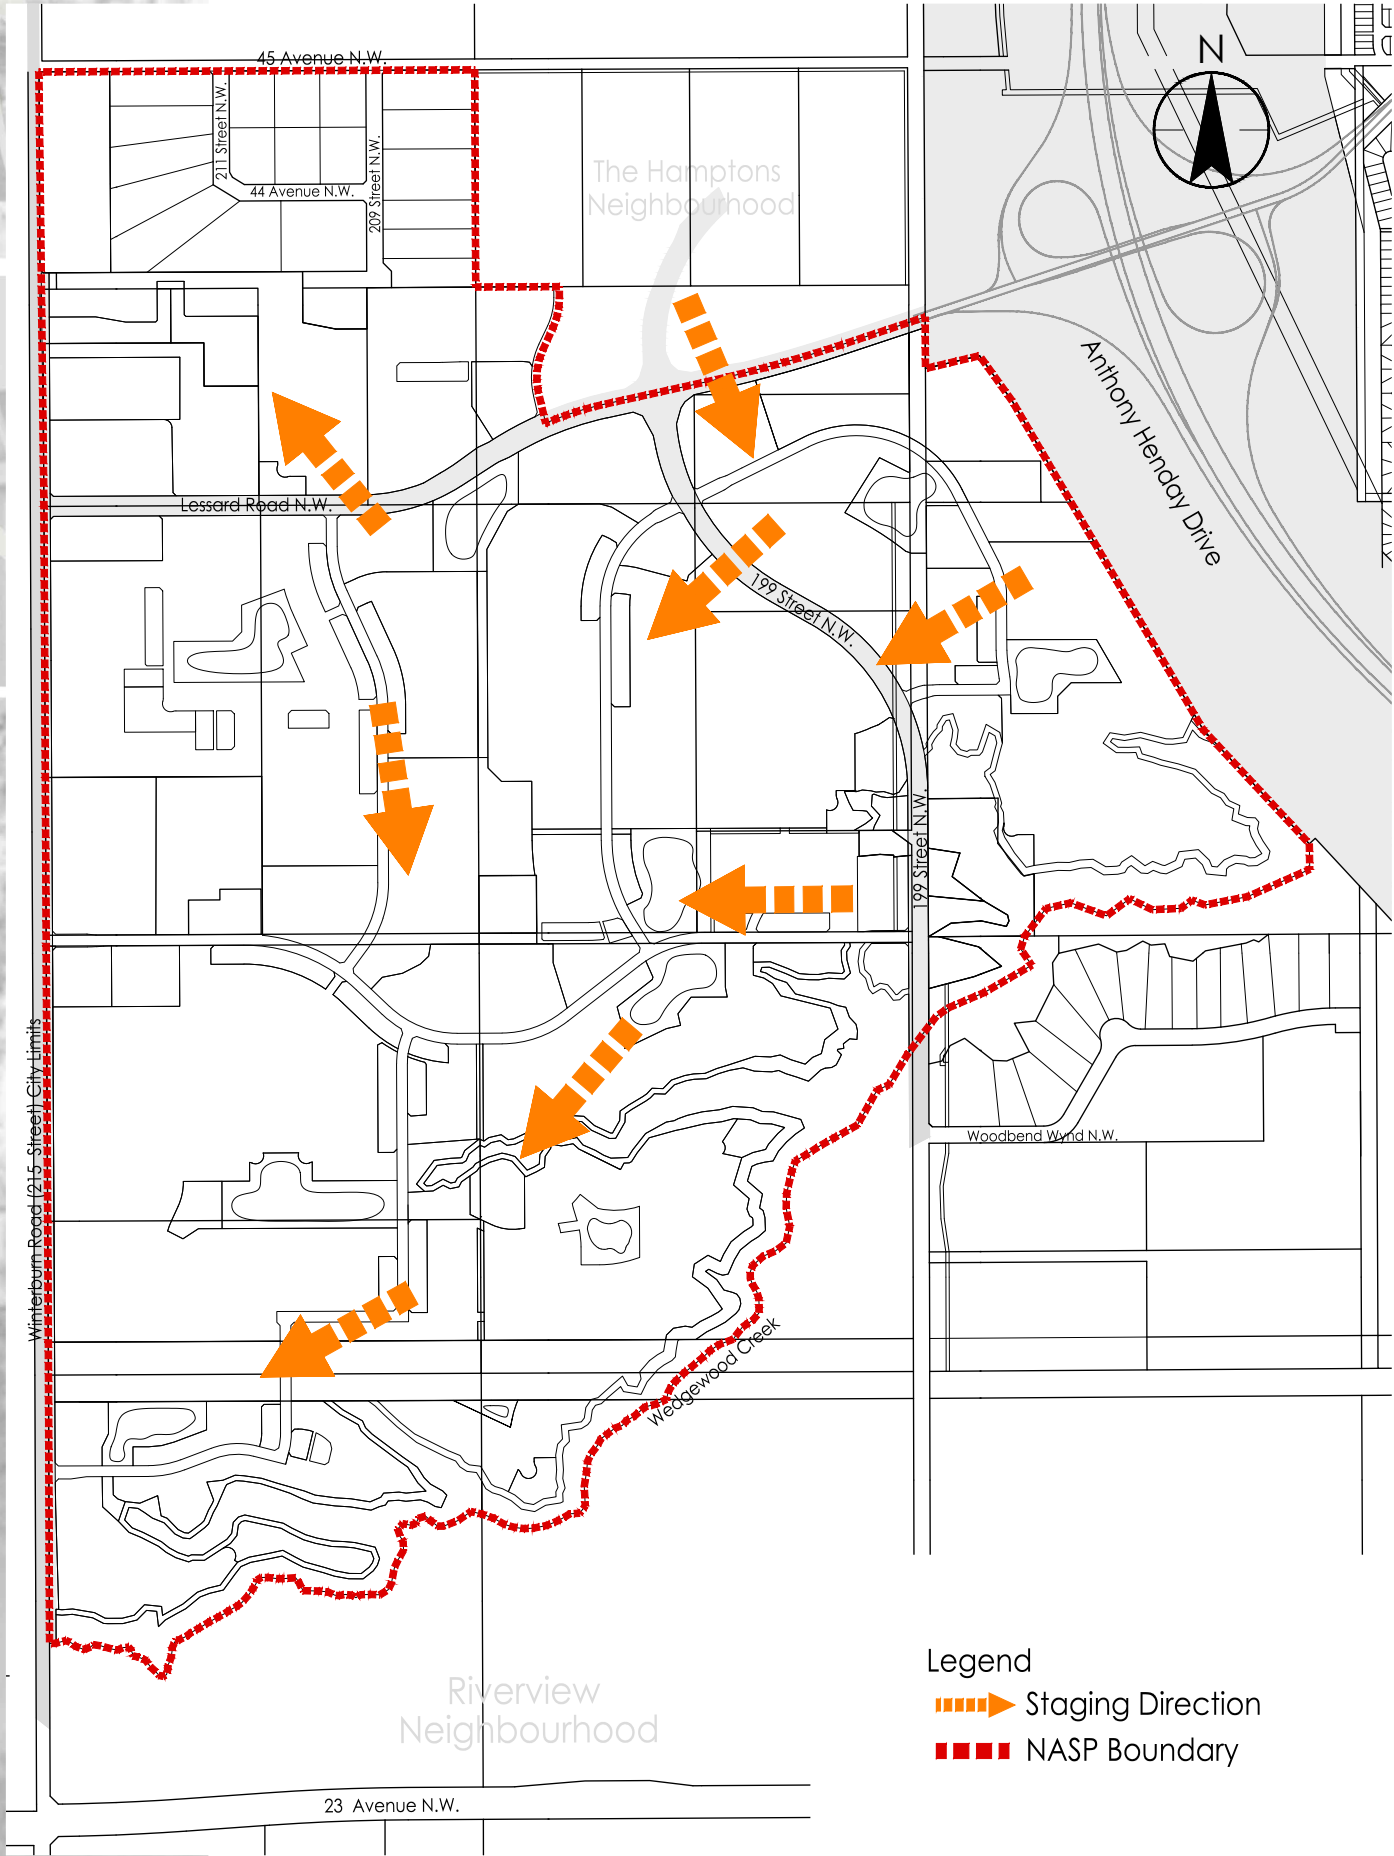 45 Avenue N.W.
N
211 Street N.W.
209 Street N.W.
44 Avenue N.W.
The Hamptons
Neighbourhood
Anthony Henday Drive
Lessard Road N.W.
199 Street N.W.
199 Street N.W.
Winterburn Road (215 Street) City Limits
Woodbend Wynd N.W.
Wedgewood Creek
Legend
Staging Direction
NASP Boundary
Riverview
Neighbourhood
23 Avenue N.W.